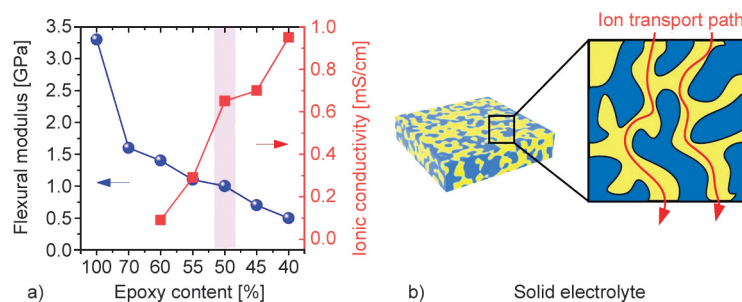 Flexural modulus [GPa]
3.5
3.0
2.5
2.0
1.5
1.0
0.5
0.0
100 70 60 55 50 45 40
Epoxy content [%]
1.0
0.8
0.6
0.4
0.2
0.0
Ionic conductivity [mS/cm]
a)
Ion transport path
b)
Solid electrolyte